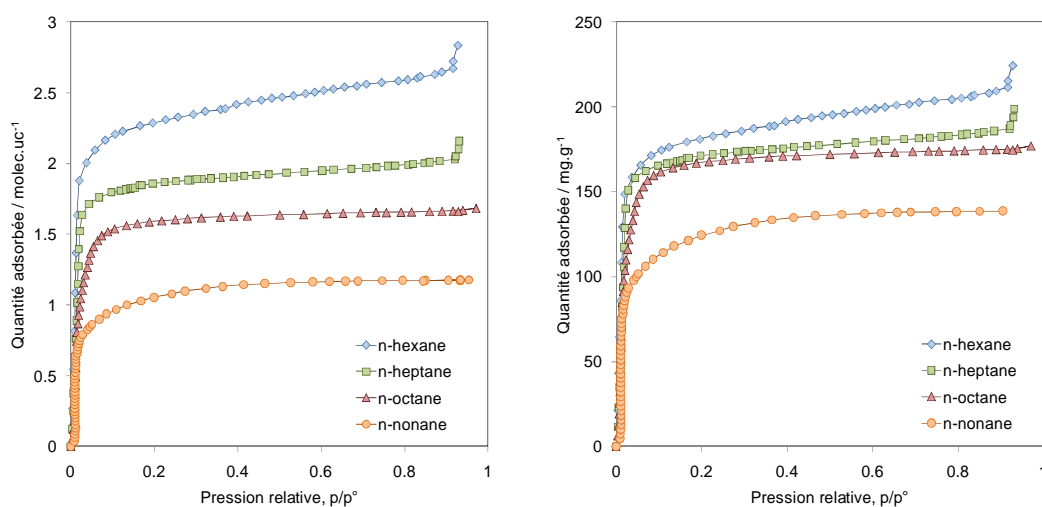 Quantité adsorbée / molec.uc⁻¹
3
2.5
2
1.5
1
0.5
0
0 0.2 0.4 0.6 0.8 1
Pression relative, p/p°
n-hexane
n-heptane
n-octane
n-nonane
Quantité adsorbée / mg.g⁻¹
250
200
150
100
50
0
0 0.2 0.4 0.6 0.8 1
Pression relative, p/p°
n-hexane
n-heptane
n-octane
n-nonane